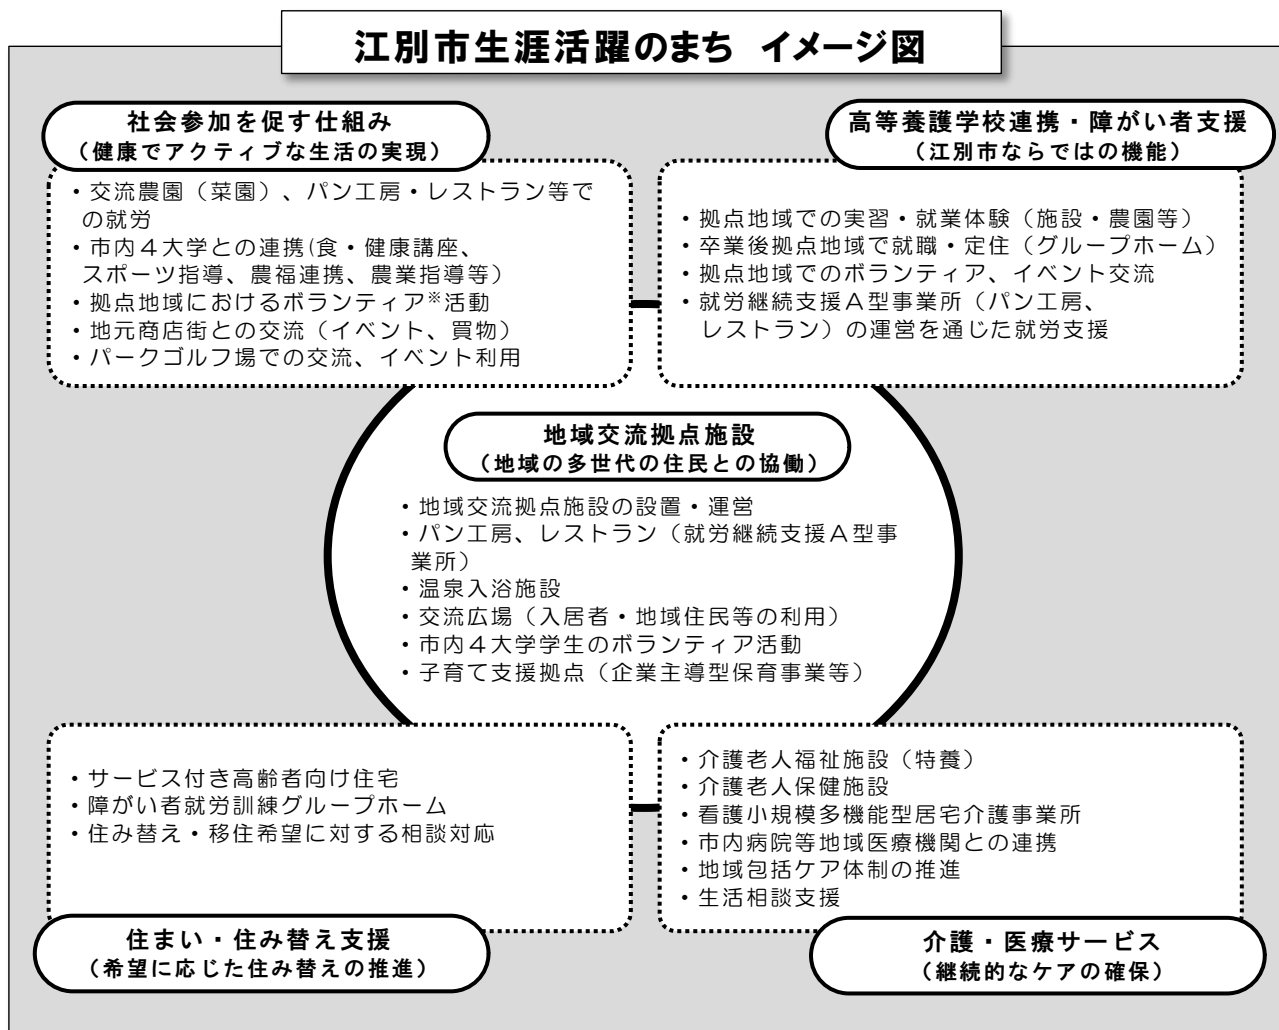 江別市生涯活躍のまち イメージ図
社会参加を促す仕組み
（健康でアクティブな生活の実現）
・交流農園（菜園）、パン工房・レストラン等で
の就労
・市内４大学との連携(食・健康講座、
スポーツ指導、農福連携、農業指導等）
・拠点地域におけるボランティア※活動
・地元商店街との交流（イベント、買物）
・パークゴルフ場での交流、イベント利用
高等養護学校連携・障がい者支援
（江別市ならではの機能）
・拠点地域での実習・就業体験（施設・農園等）
・卒業後拠点地域で就職・定住（グループホーム）
・拠点地域でのボランティア、イベント交流
・就労継続支援Ａ型事業所（パン工房、
レストラン）の運営を通じた就労支援
地域交流拠点施設
（地域の多世代の住民との協働）
・地域交流拠点施設の設置・運営
・パン工房、レストラン（就労継続支援Ａ型事
業所）
・温泉入浴施設
・交流広場（入居者・地域住民等の利用）
・市内４大学学生のボランティア活動
・子育て支援拠点（企業主導型保育事業等）
・サービス付き高齢者向け住宅
・障がい者就労訓練グループホーム
・住み替え・移住希望に対する相談対応
住まい・住み替え支援
（希望に応じた住み替えの推進）
・介護老人福祉施設（特養）
・介護老人保健施設
・看護小規模多機能型居宅介護事業所
・市内病院等地域医療機関との連携
・地域包括ケア体制の推進
・生活相談支援
介護・医療サービス
（継続的なケアの確保）